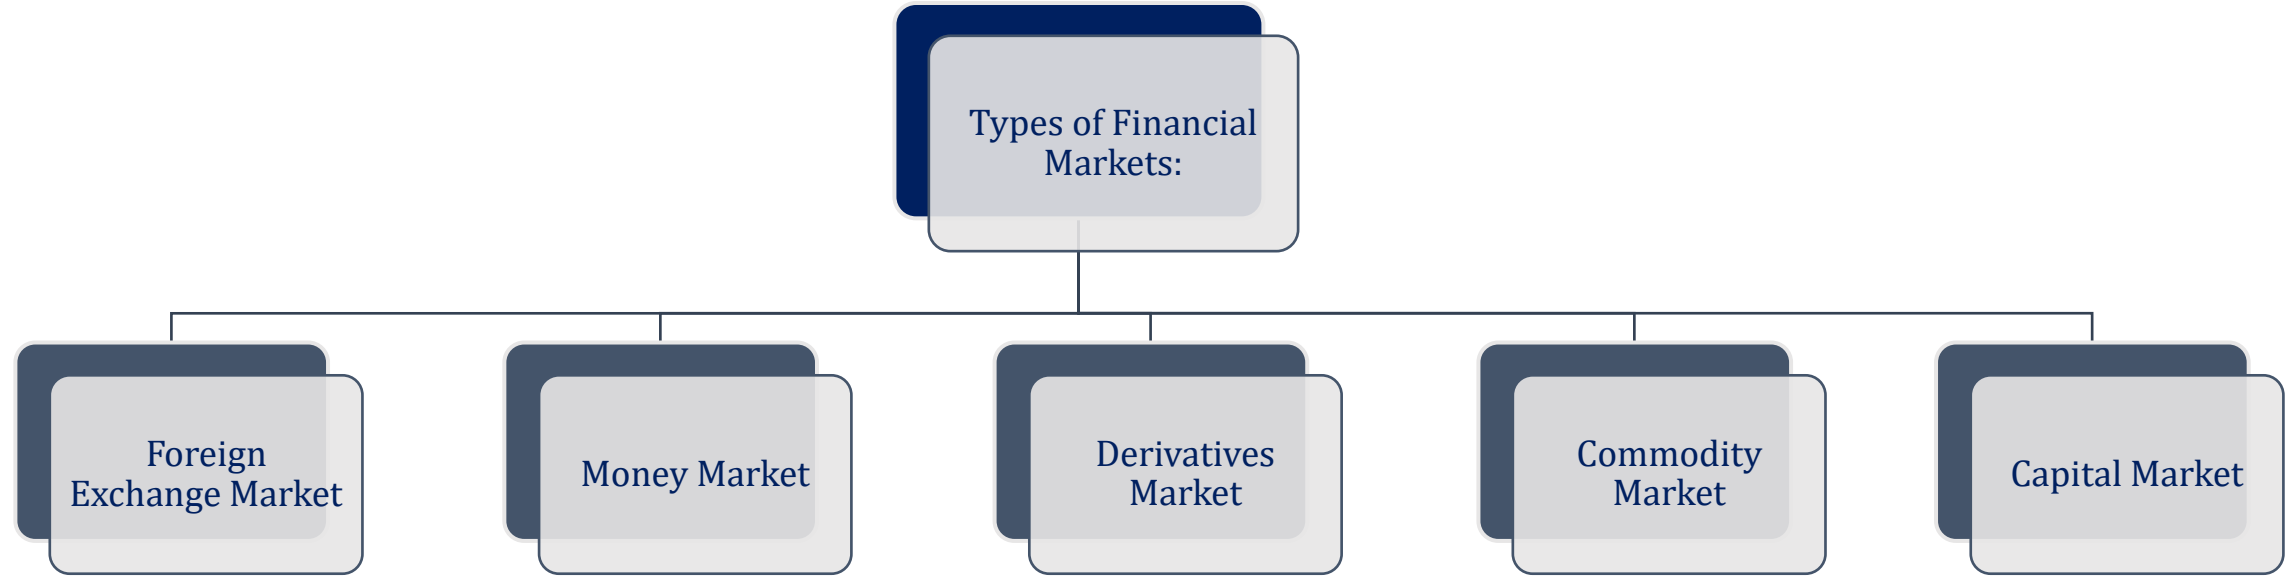 Types of Financial
Markets:
Foreign
Exchange Market
Money Market
Derivatives
Market
Commodity
Market
Capital Market